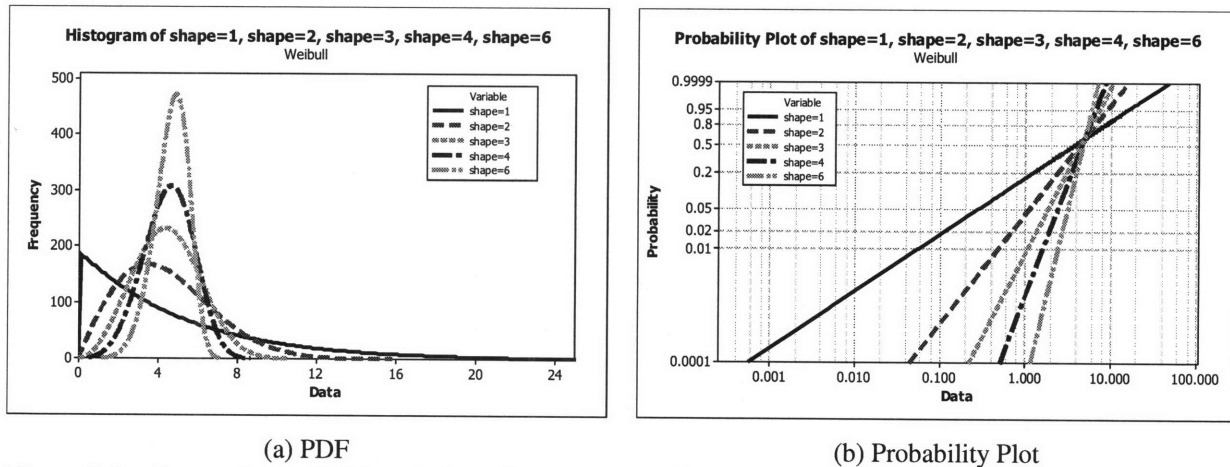 Histogram of shape=1, shape=2, shape=3, shape=4, shape=6
Weibull
500
400
300
200
100
0
Frequency
Variable
shape=1
shape=2
shape=3
shape=4
shape=6
0 4 8 12 16 20 24
Data
(a) PDF
Probability Plot of shape=1, shape=2, shape=3, shape=4, shape=6
Weibull
0.9999
0.95
0.8
0.5
0.2
0.05
0.02
0.01
0.0001
Probability
Variable
shape=1
shape=2
shape=3
shape=4
shape=6
0.001 0.010 0.100 1.000 10.000 100.000
Data
(b) Probability Plot